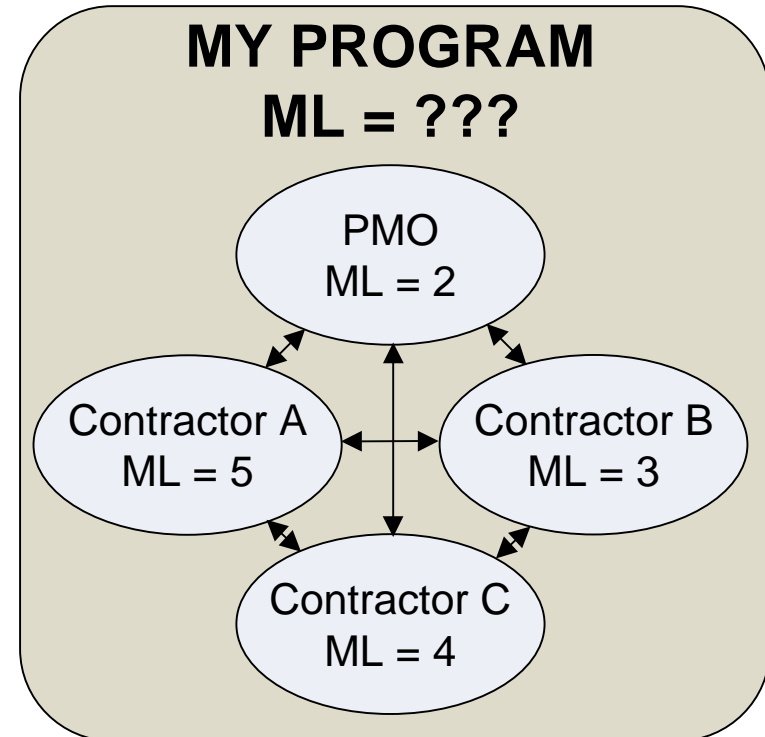 MY PROGRAM
ML = ???
PMO
ML = 2
Contractor A
ML = 5
Contractor B
ML = 3
Contractor C
ML = 4